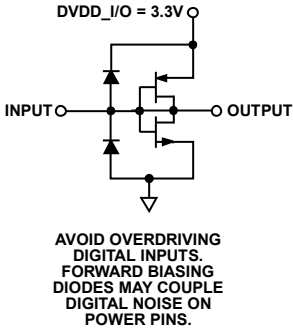 DVDD_I/O = 3.3V
INPUT
OUTPUT
AVOID OVERDRIVING
DIGITAL INPUTS.
FORWARD BIASING
DIODES MAY COUPLE
DIGITAL NOISE ON
POWER PINS.